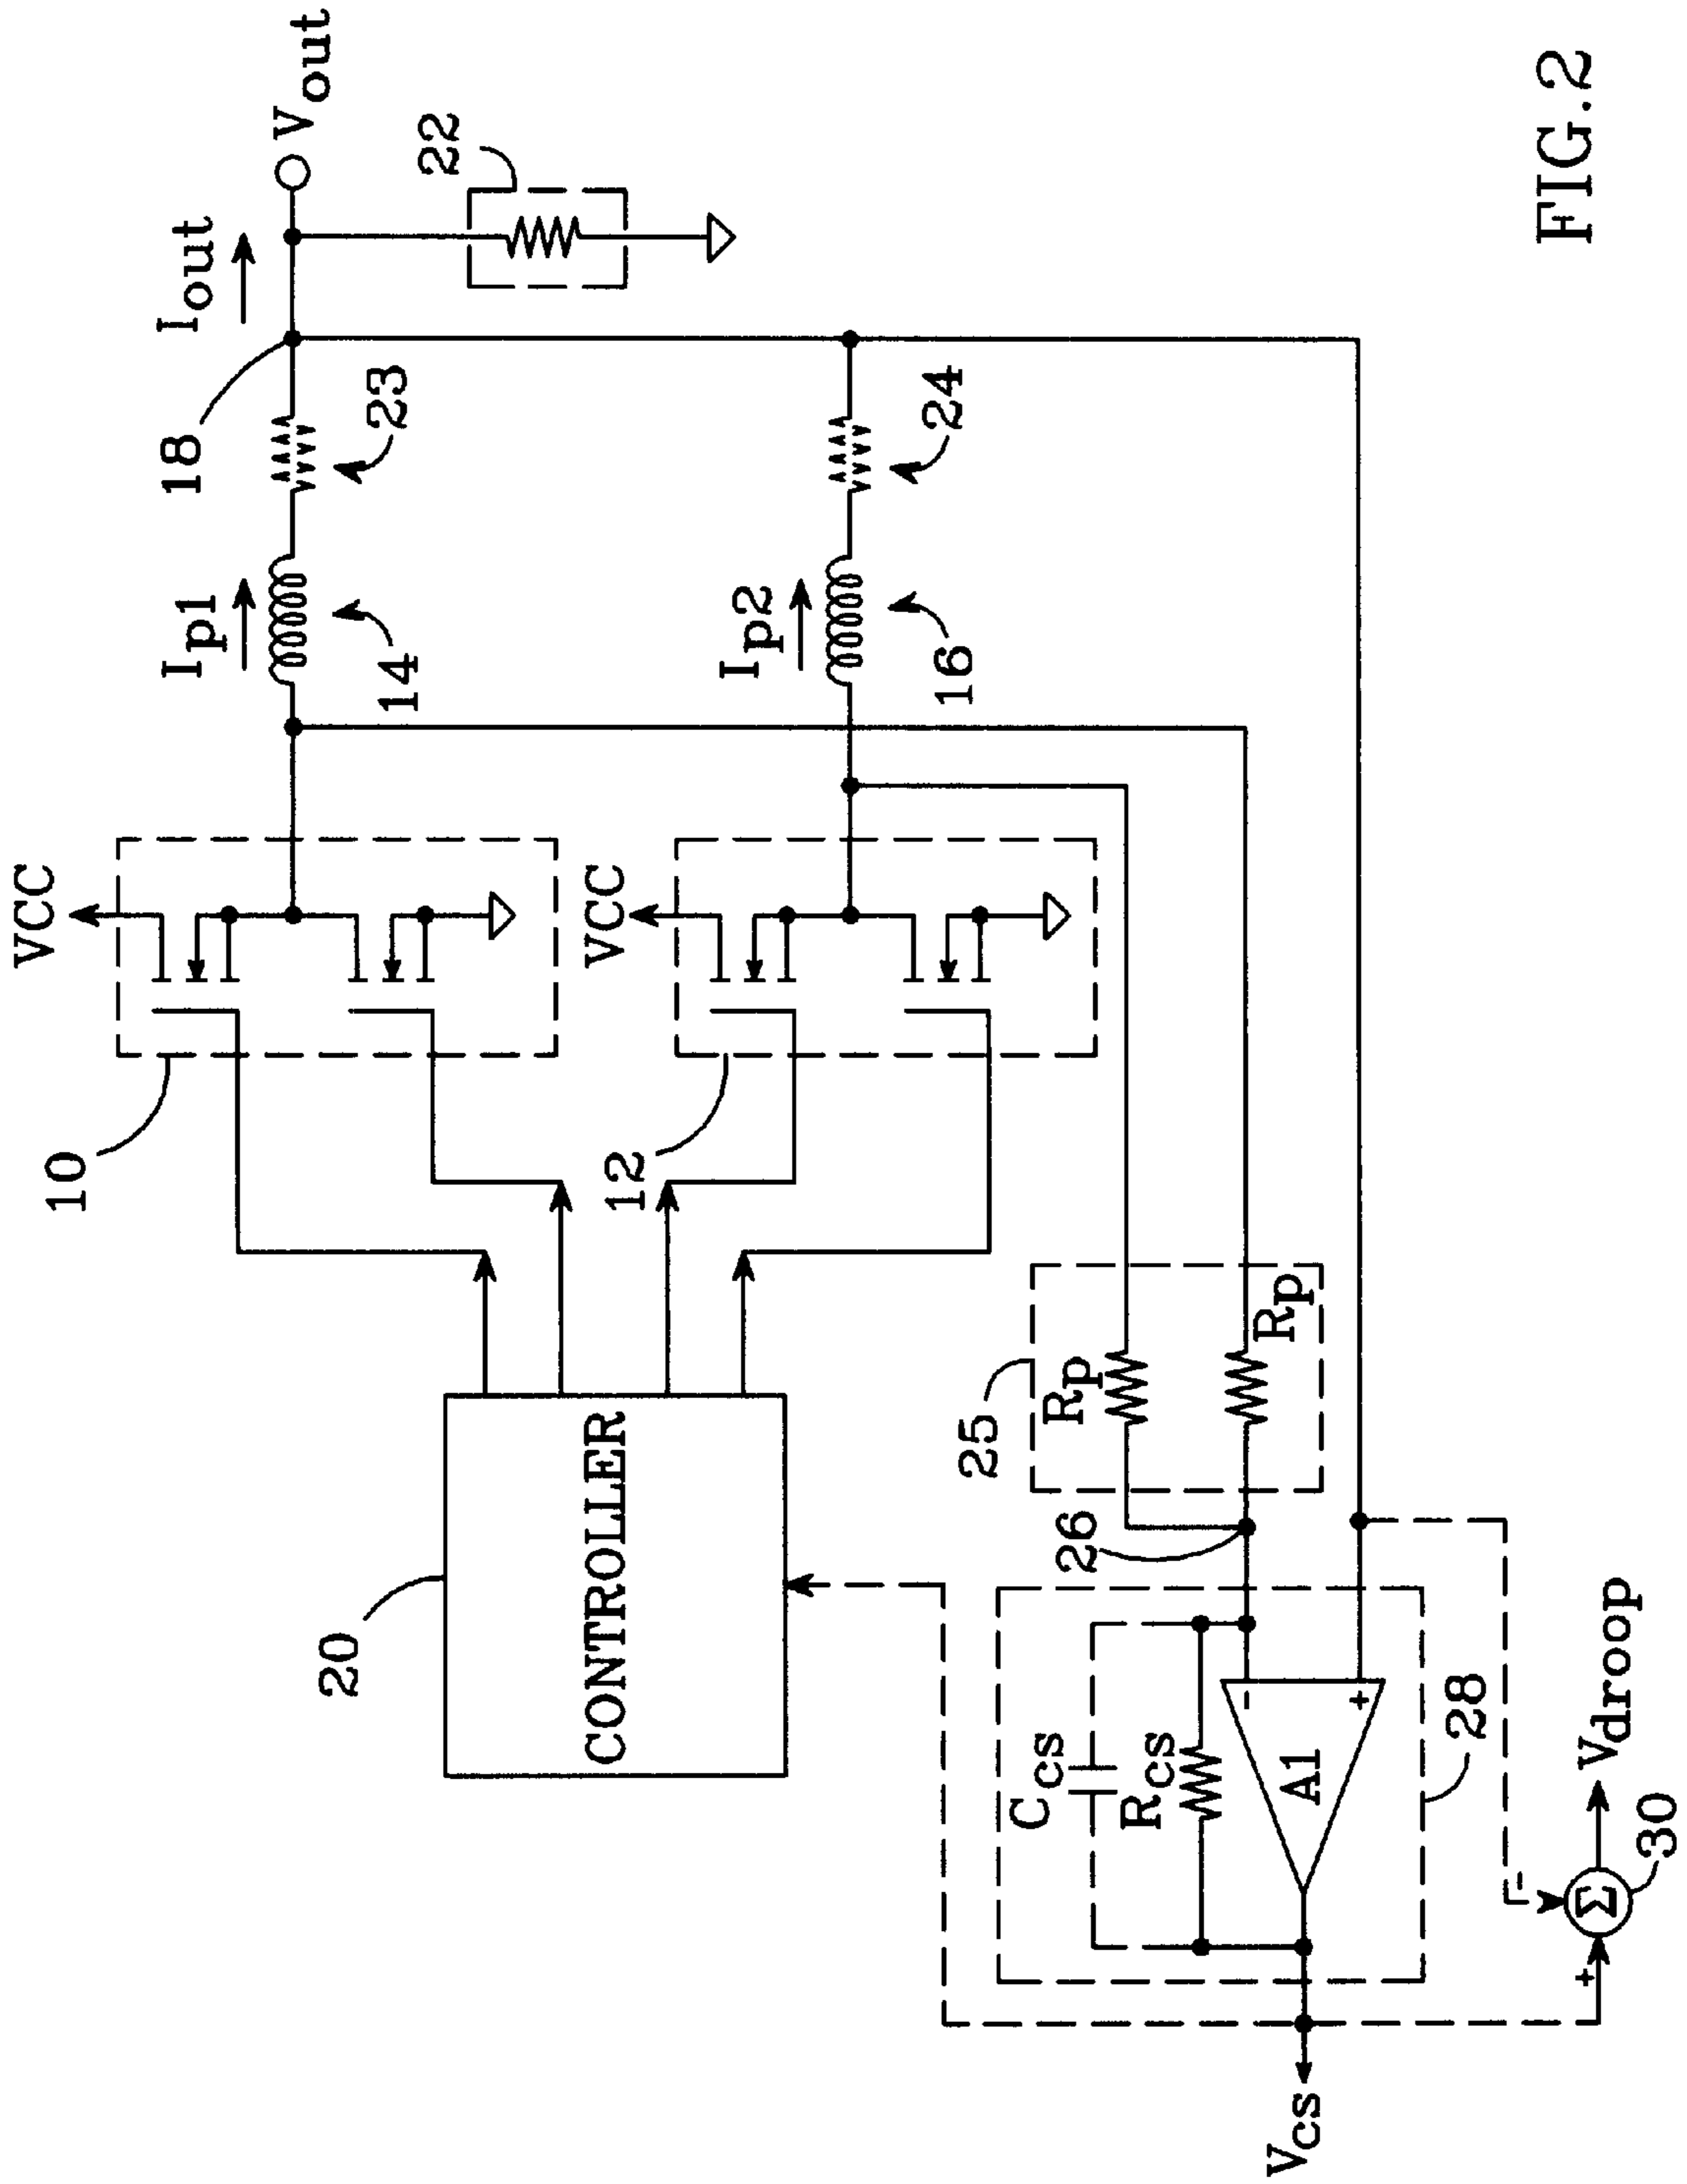 VCC
10
Ip1
14
18
23
Iout
Vout
22
VCC
12
Ip2
16
24
20
CONTROLLER
25
Rp
Rp
26
Ccs
Rcs
A1
-
+
28
Vcs
+
-
Σ
30
Vdroop
FIG.2